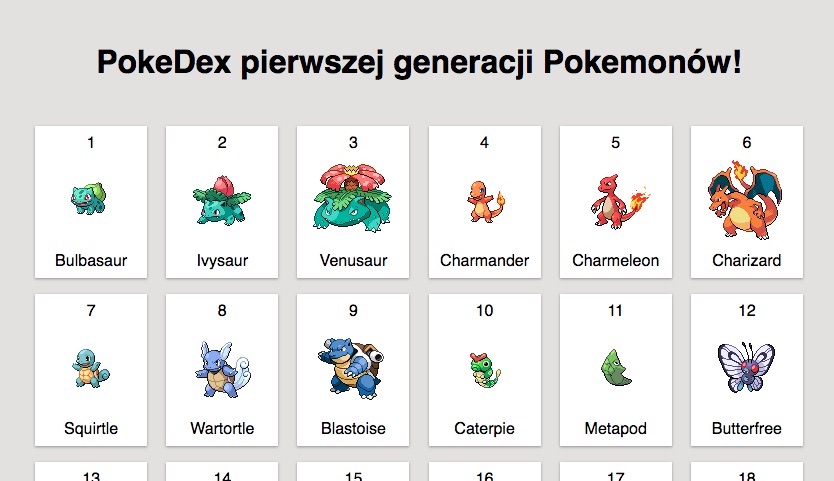 PokeDex pierwszej generacji Pokemonów!
1 2 3 4 5 6
Bulbasaur Ivysaur Venusaur Charmander Charmeleon Charizard
7 8 9 10 11 12
Squirtle Wartortle Blastoise Caterpie Metapod Butterfree
13 14 15 16 17 18